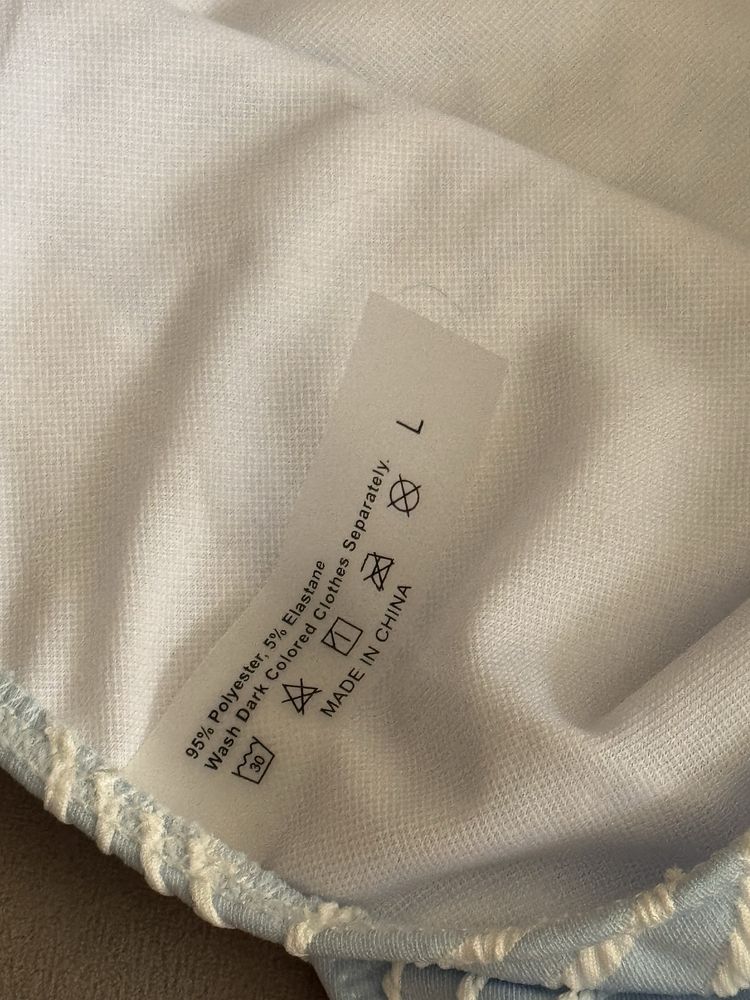 L
95% Polyester, 5% Elastane
Wash Dark Colored Clothes Separately.
30
MADE IN CHINA